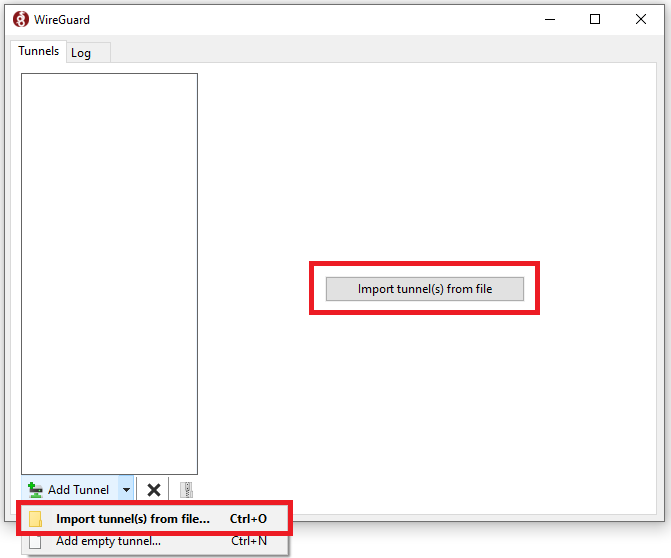 WireGuard
Tunnels Log
Import tunnel(s) from file
Add Tunnel
Import tunnel(s) from file... Ctrl+O
Add empty tunnel... Ctrl+N